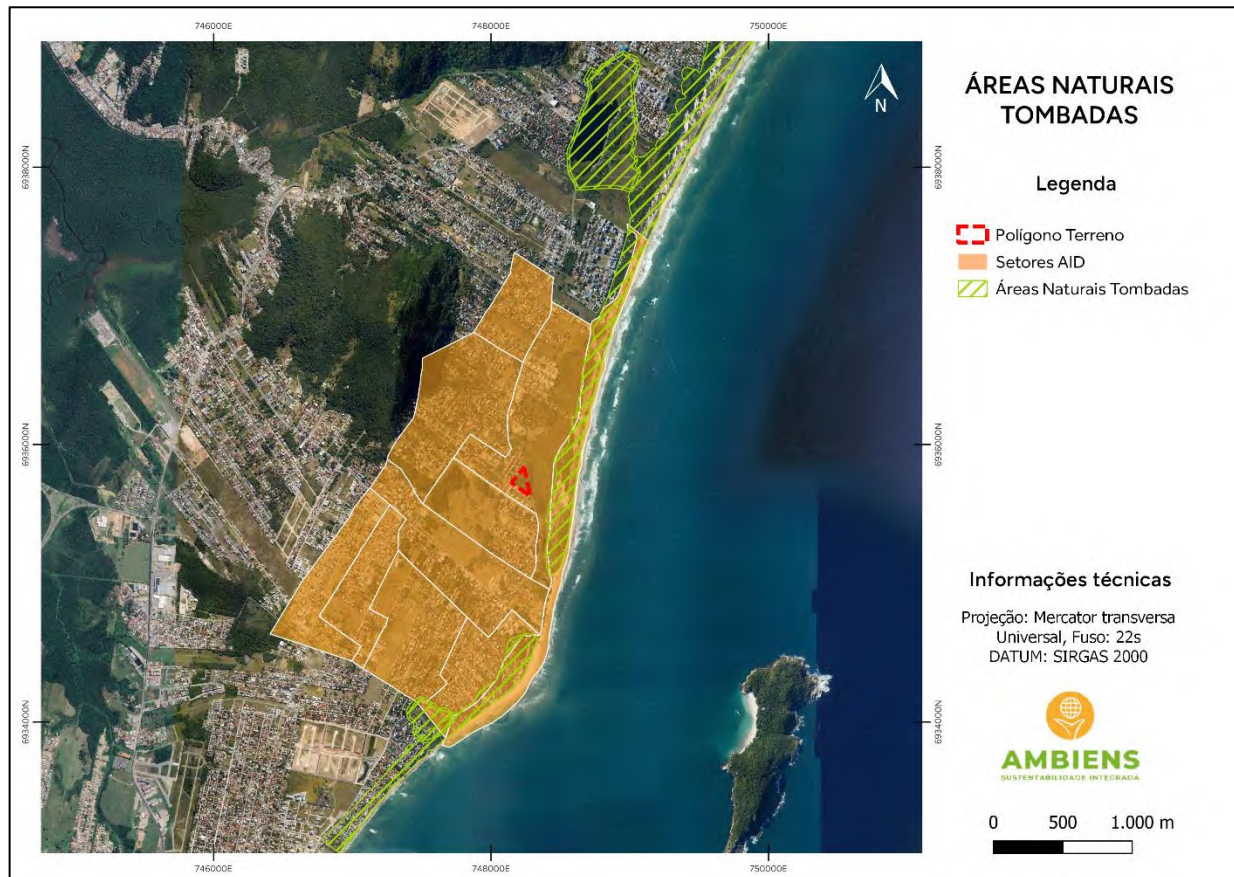 746000E
748000E
750000E
6938000N
6936000N
6934000N
N
6938000N
6936000N
6934000N
746000E
748000E
750000E
ÁREAS NATURAIS
TOMBADAS
Legenda
Polígono Terreno
Setores AID
Áreas Naturais Tombadas
Informações técnicas
Projeção: Mercator transversa
Universal, Fuso: 22s
DATUM: SIRGAS 2000
AMBIENS
SUSTENTABILIDADE INTEGRADA
0 500 1.000 m